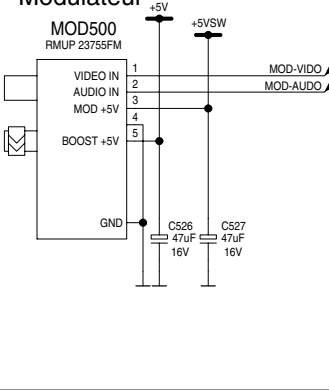 Modulateur
+5V
+5VSW
MOD500
RMUP 23755FM
VIDEO IN 1 MOD-VIDO
AUDIO IN 2 MOD-AUDO
MOD +5V 3
4
BOOST +5V 5
GND
C526 C527
47uF 47uF
16V 16V